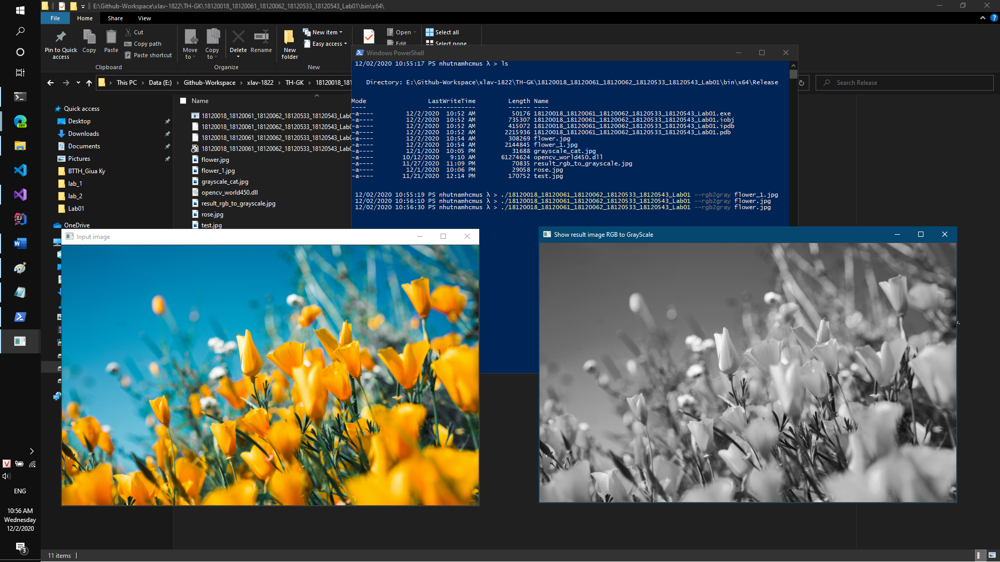 E:\Github-Workspace\xlav-1822\TH-GK\18120018_18120061_18120062_18120533_18120543_Lab01\bin\x64\
File Home Share View
Pin to Quick access
Copy
Paste
Cut
Copy path
Paste shortcut
Clipboard
Move to
Copy to
Delete
Rename
Organize
New folder
New item
Easy access
New
Open
Edit
Select all
Select none
This PC > Data (E:) > Github-Workspace > xlav-1822 > TH-GK > 18120018_181
Search Release
Quick access
Desktop
Downloads
Documents
Pictures
BTTH_Giua Ky
lab_1
lab_2
Lab01
OneDrive
Name
18120018_18120061_18120062_18120533_18120543_Lab0
18120018_18120061_18120062_18120533_18120543_Lab0
18120018_18120061_18120062_18120533_18120543_Lab0
18120018_18120061_18120062_18120533_18120543_Lab0
flower.jpg
flower_1.jpg
grayscale_cat.jpg
opencv_world450.dll
result_rgb_to_grayscale.jpg
rose.jpg
test.jpg
Windows PowerShell
12/02/2020 10:55:17 PS nhutnamhcmus λ > ls
Directory: E:\Github-Workspace\xlav-1822\TH-GK\18120018_18120061_18120062_18120533_18120543_Lab01\bin\x64\Release
Mode LastWriteTime Length Name
---- ------------- ------ ----
-a---- 12/2/2020 10:52 AM 50176 18120018_18120061_18120062_18120533_18120543_Lab01.exe
-a---- 12/2/2020 10:52 AM 735307 18120018_18120061_18120062_18120533_18120543_Lab01.iobj
-a---- 12/2/2020 10:52 AM 415072 18120018_18120061_18120062_18120533_18120543_Lab01.ipdb
-a---- 12/2/2020 10:52 AM 2215936 18120018_18120061_18120062_18120533_18120543_Lab01.pdb
-a---- 12/2/2020 10:54 AM 308269 flower.jpg
-a---- 12/2/2020 10:54 AM 2144845 flower_1.jpg
-a---- 12/1/2020 10:05 PM 31688 grayscale_cat.jpg
-a---- 10/12/2020 9:10 AM 61274624 opencv_world450.dll
-a---- 11/27/2020 11:09 PM 70835 result_rgb_to_grayscale.jpg
-a---- 12/1/2020 10:06 PM 29058 rose.jpg
-a---- 11/21/2020 12:14 PM 170752 test.jpg
12/02/2020 10:55:19 PS nhutnamhcmus λ > ./18120018_18120061_18120062_18120533_18120543_Lab01 --rgb2gray flower_1.jpg
12/02/2020 10:56:10 PS nhutnamhcmus λ > ./18120018_18120061_18120062_18120533_18120543_Lab01 --rgb2gray flower.jpg
12/02/2020 10:56:30 PS nhutnamhcmus λ > ./18120018_18120061_18120062_18120533_18120543_Lab01 --rgb2gray flower.jpg
Input image
Show result image RGB to GrayScale
ENG
10:56 AM
Wednesday
12/2/2020
3
11 items